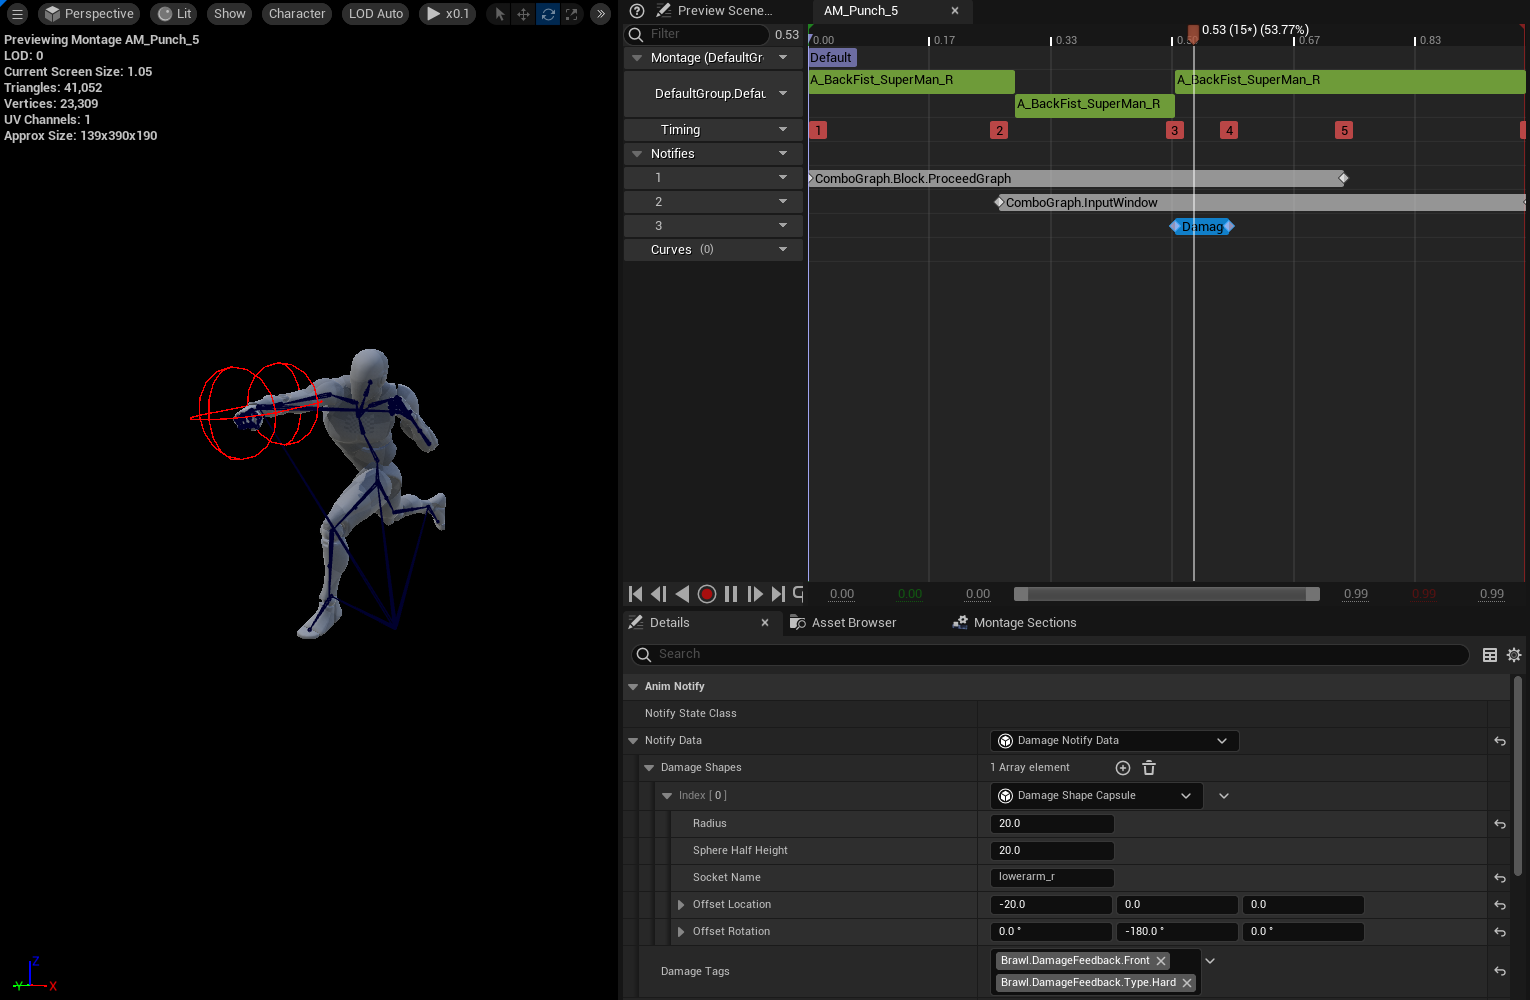 Perspective
Lit
Show
Character
LOD Auto
x0.1
Previewing Montage AM_Punch_5
LOD: 0
Current Screen Size: 1.05
Triangles: 41,052
Vertices: 23,309
UV Channels: 1
Approx Size: 139x390x190
Z
Y
X
Preview Scene...
AM_Punch_5
Filter
0.53
0.00
0.17
0.33
0.53 (15*) (53.77%)
0.67
0.83
Montage (DefaultGr
Default
DefaultGroup.Defau
A_BackFist_SuperMan_R
A_BackFist_SuperMan_R
A_BackFist_SuperMan_R
Timing
1
2
3
4
5
Notifies
1
ComboGraph.Block.ProceedGraph
2
ComboGraph.InputWindow
3
Damag
Curves (0)
0.00
0.00
0.00
0.99
0.99
0.99
Details
Asset Browser
Montage Sections
Search
Anim Notify
Notify State Class
Notify Data
Damage Notify Data
Damage Shapes
1 Array element
Index [ 0 ]
Damage Shape Capsule
Radius
20.0
Sphere Half Height
20.0
Socket Name
lowerarm_r
Offset Location
-20.0
0.0
0.0
Offset Rotation
0.0 °
-180.0 °
0.0 °
Damage Tags
Brawl.DamageFeedback.Front
Brawl.DamageFeedback.Type.Hard